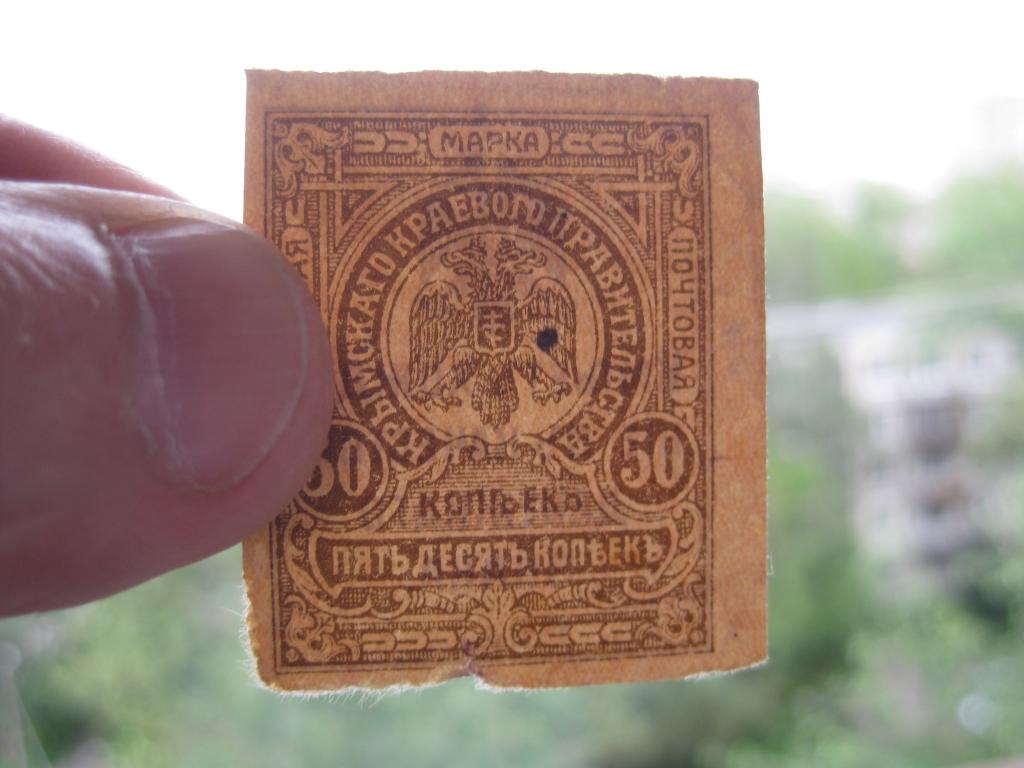 МАРКА
КРЫМСКАГО КРАЕВОГО ПРАВИТЕЛЬСТВА
ПОЧТОВАЯ
50
50
КОПѢЕКЪ
ПЯТЬДЕСЯТЬ КОПѢЕКЪ